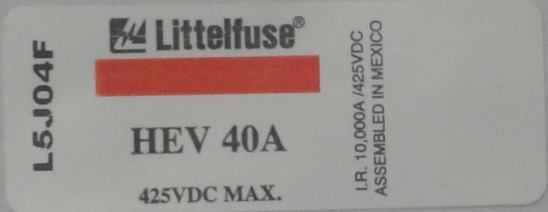 L5J04F
Littelfuse®
HEV 40A
425VDC MAX.
I.R. 10,000A /425VDC
ASSEMBLED IN MEXICO